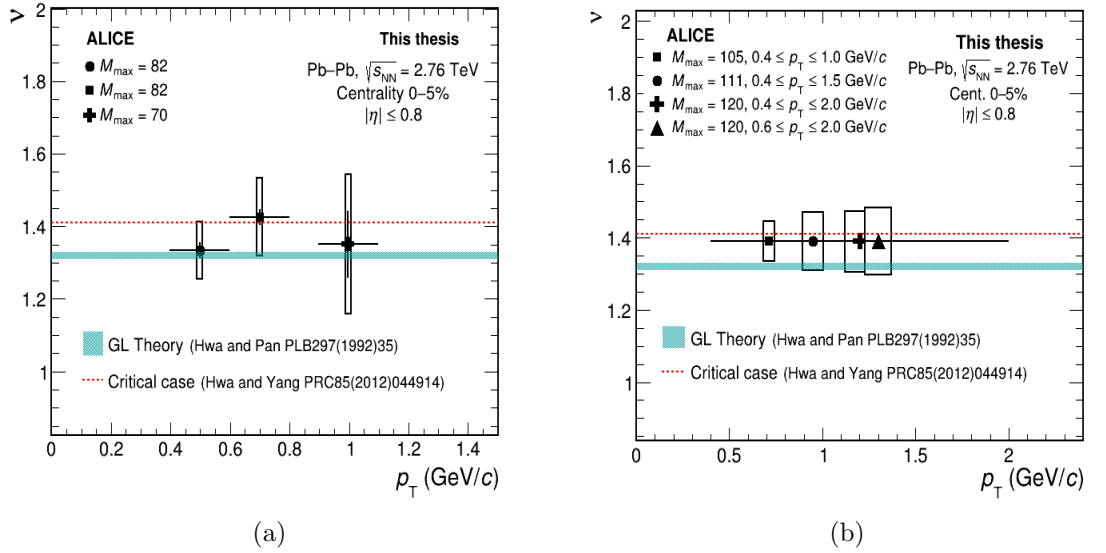 ν
2
1.8
1.6
1.4
1.2
1
ALICE
M_max = 82
M_max = 82
M_max = 70
This thesis
Pb–Pb, √s_NN = 2.76 TeV
Centrality 0–5%
|η| ≤ 0.8
GL Theory (Hwa and Pan PLB297(1992)35)
Critical case (Hwa and Yang PRC85(2012)044914)
0 0.2 0.4 0.6 0.8 1 1.2 1.4
p_T (GeV/c)
(a)
ν
2
1.8
1.6
1.4
1.2
1
ALICE
M_max = 105, 0.4 ≤ p_T ≤ 1.0 GeV/c
M_max = 111, 0.4 ≤ p_T ≤ 1.5 GeV/c
M_max = 120, 0.4 ≤ p_T ≤ 2.0 GeV/c
M_max = 120, 0.6 ≤ p_T ≤ 2.0 GeV/c
This thesis
Pb–Pb, √s_NN = 2.76 TeV
Cent. 0–5%
|η| ≤ 0.8
GL Theory (Hwa and Pan PLB297(1992)35)
Critical case (Hwa and Yang PRC85(2012)044914)
0 0.5 1 1.5 2
p_T (GeV/c)
(b)